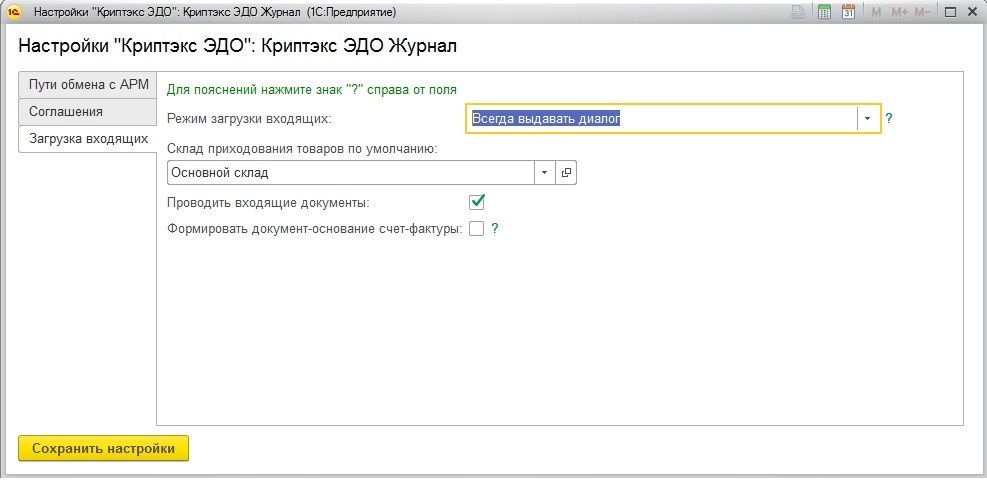 Настройки "Криптэкс ЭДО": Криптэкс ЭДО Журнал (1С:Предприятие)
31 M M+ M-
Настройки "Криптэкс ЭДО": Криптэкс ЭДО Журнал
Пути обмена с АРМ
Соглашения
Загрузка входящих
Для пояснений нажмите знак "?" справа от поля
Режим загрузки входящих: Всегда выдавать диалог ?
Склад приходования товаров по умолчанию:
Основной склад
Проводить входящие документы:
Формировать документ-основание счет-фактуры: ?
Сохранить настройки